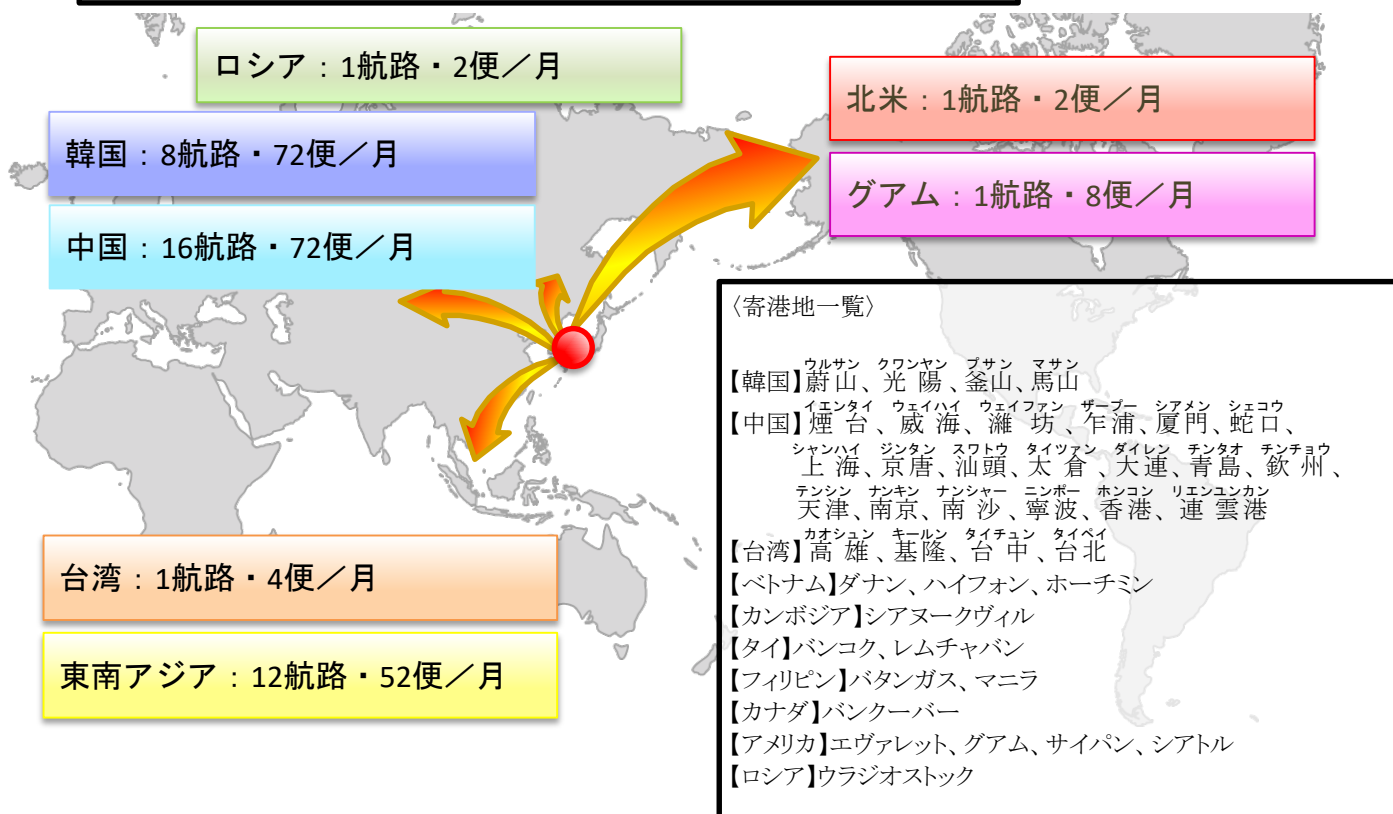 ロシア：1航路・2便／月
北米：1航路・2便／月
韓国：8航路・72便／月
グアム：1航路・8便／月
中国：16航路・72便／月
〈寄港地一覧〉
ウルサン クワンヤン プサン マサン
【韓国】蔚山、光陽、釜山、馬山
イエンタイ ウェイハイ ウェイファン ザープー シアメン シェコウ
【中国】煙台、威海、濰坊、乍浦、厦門、蛇口、
シャンハイ ジンタン スワトウ タイツァン ダイレン チンタオ チンチョウ
上海、京唐、汕頭、太倉、大連、青島、欽州、
テンシン ナンキン ナンシャー ニンポー ホンコン リエンユンカン
天津、南京、南沙、寧波、香港、連雲港
カオシュン キールン タイチュン タイペイ
【台湾】高雄、基隆、台中、台北
【ベトナム】ダナン、ハイフォン、ホーチミン
【カンボジア】シアヌークヴィル
【タイ】バンコク、レムチャバン
【フィリピン】バタンガス、マニラ
【カナダ】バンクーバー
【アメリカ】エヴァレット、グアム、サイパン、シアトル
【ロシア】ウラジオストック
台湾：1航路・4便／月
東南アジア：12航路・52便／月